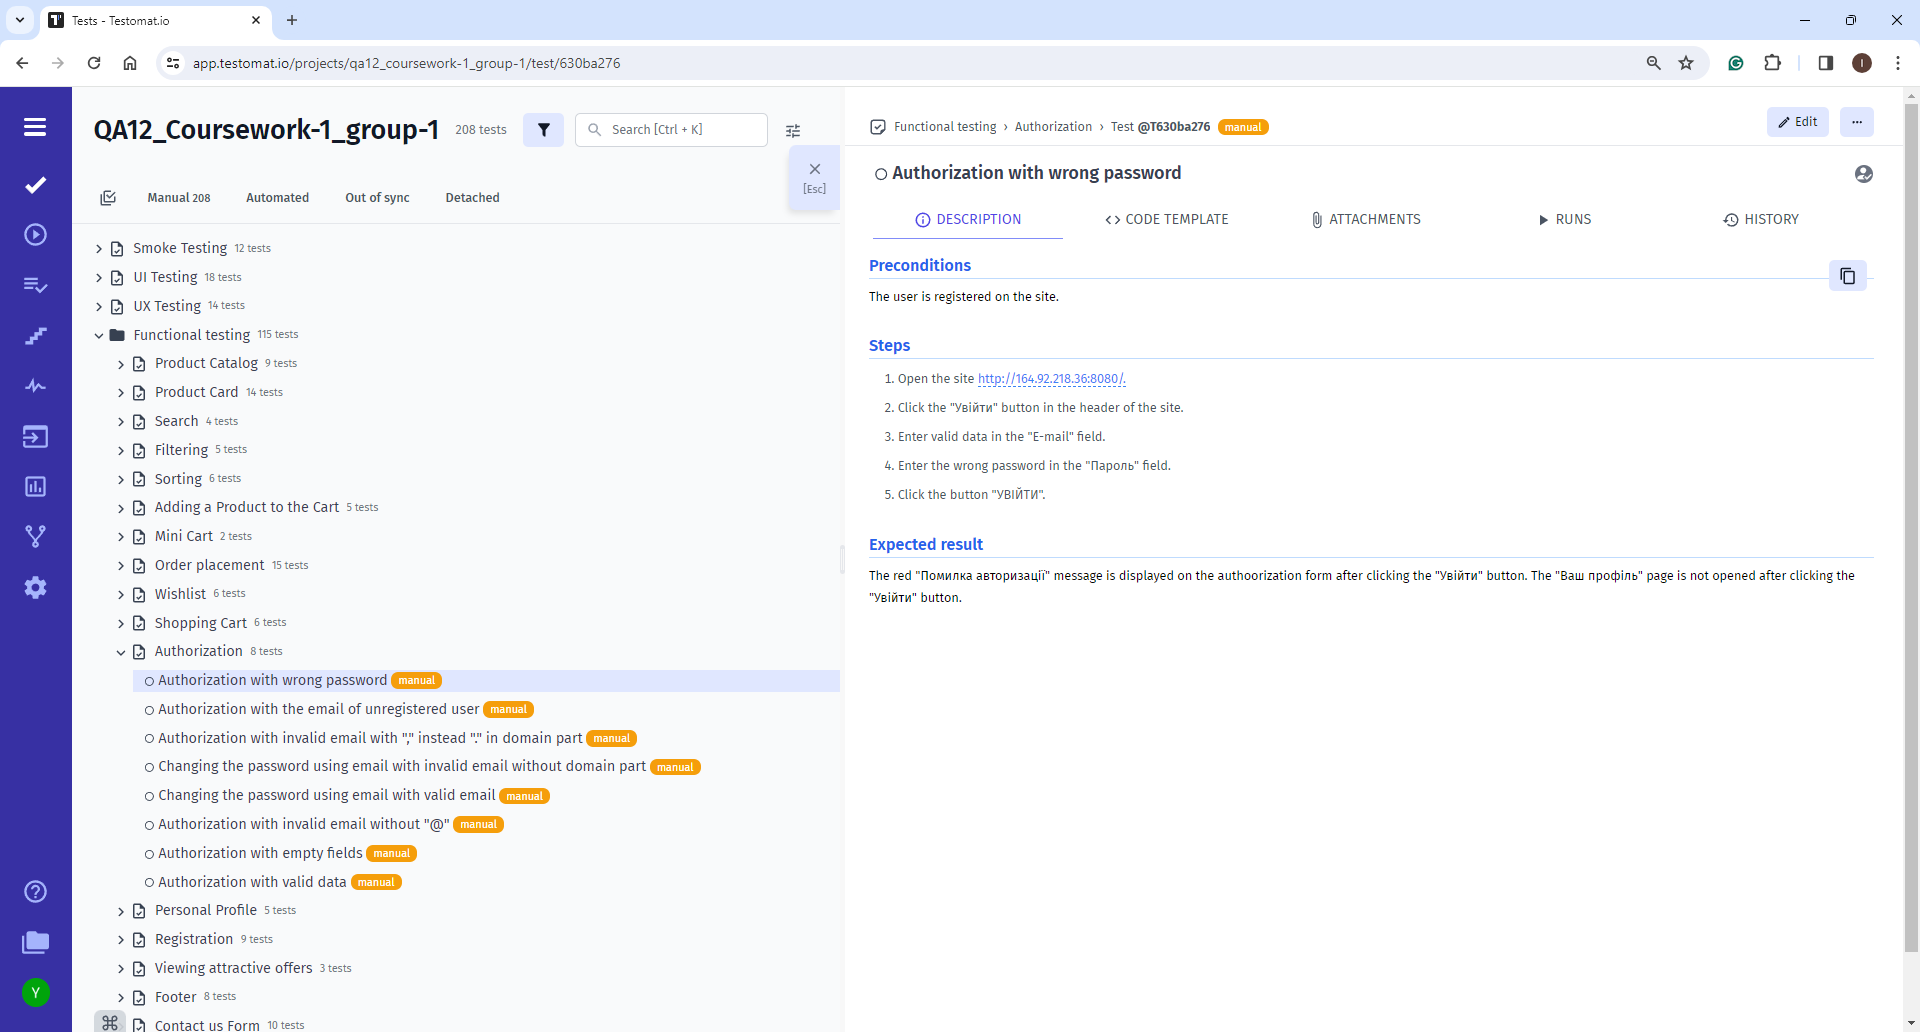 Tests - Testomat.io
app.testomat.io/projects/qa12_coursework-1_group-1/test/630ba276
QA12_Coursework-1_group-1 208 tests
Search [Ctrl + K]
[Esc]
Manual 208 Automated Out of sync Detached
Smoke Testing 12 tests
UI Testing 18 tests
UX Testing 14 tests
Functional testing 115 tests
Product Catalog 9 tests
Product Card 14 tests
Search 4 tests
Filtering 5 tests
Sorting 6 tests
Adding a Product to the Cart 5 tests
Mini Cart 2 tests
Order placement 15 tests
Wishlist 6 tests
Shopping Cart 6 tests
Authorization 8 tests
Authorization with wrong password manual
Authorization with the email of unregistered user manual
Authorization with invalid email with "," instead "." in domain part manual
Changing the password using email with invalid email without domain part manual
Changing the password using email with valid email manual
Authorization with invalid email without "@" manual
Authorization with empty fields manual
Authorization with valid data manual
Personal Profile 5 tests
Registration 9 tests
Viewing attractive offers 3 tests
Footer 8 tests
Contact us Form 10 tests
Y
I
Functional testing › Authorization › Test @T630ba276 manual
Edit
Authorization with wrong password
DESCRIPTION CODE TEMPLATE ATTACHMENTS RUNS HISTORY
Preconditions
The user is registered on the site.
Steps
1. Open the site http://164.92.218.36:8080/.
2. Click the "Увійти" button in the header of the site.
3. Enter valid data in the "E-mail" field.
4. Enter the wrong password in the "Пароль" field.
5. Click the button "УВІЙТИ".
Expected result
The red "Помилка авторизації" message is displayed on the authoorization form after clicking the "Увійти" button. The "Ваш профіль" page is not opened after clicking the
"Увійти" button.